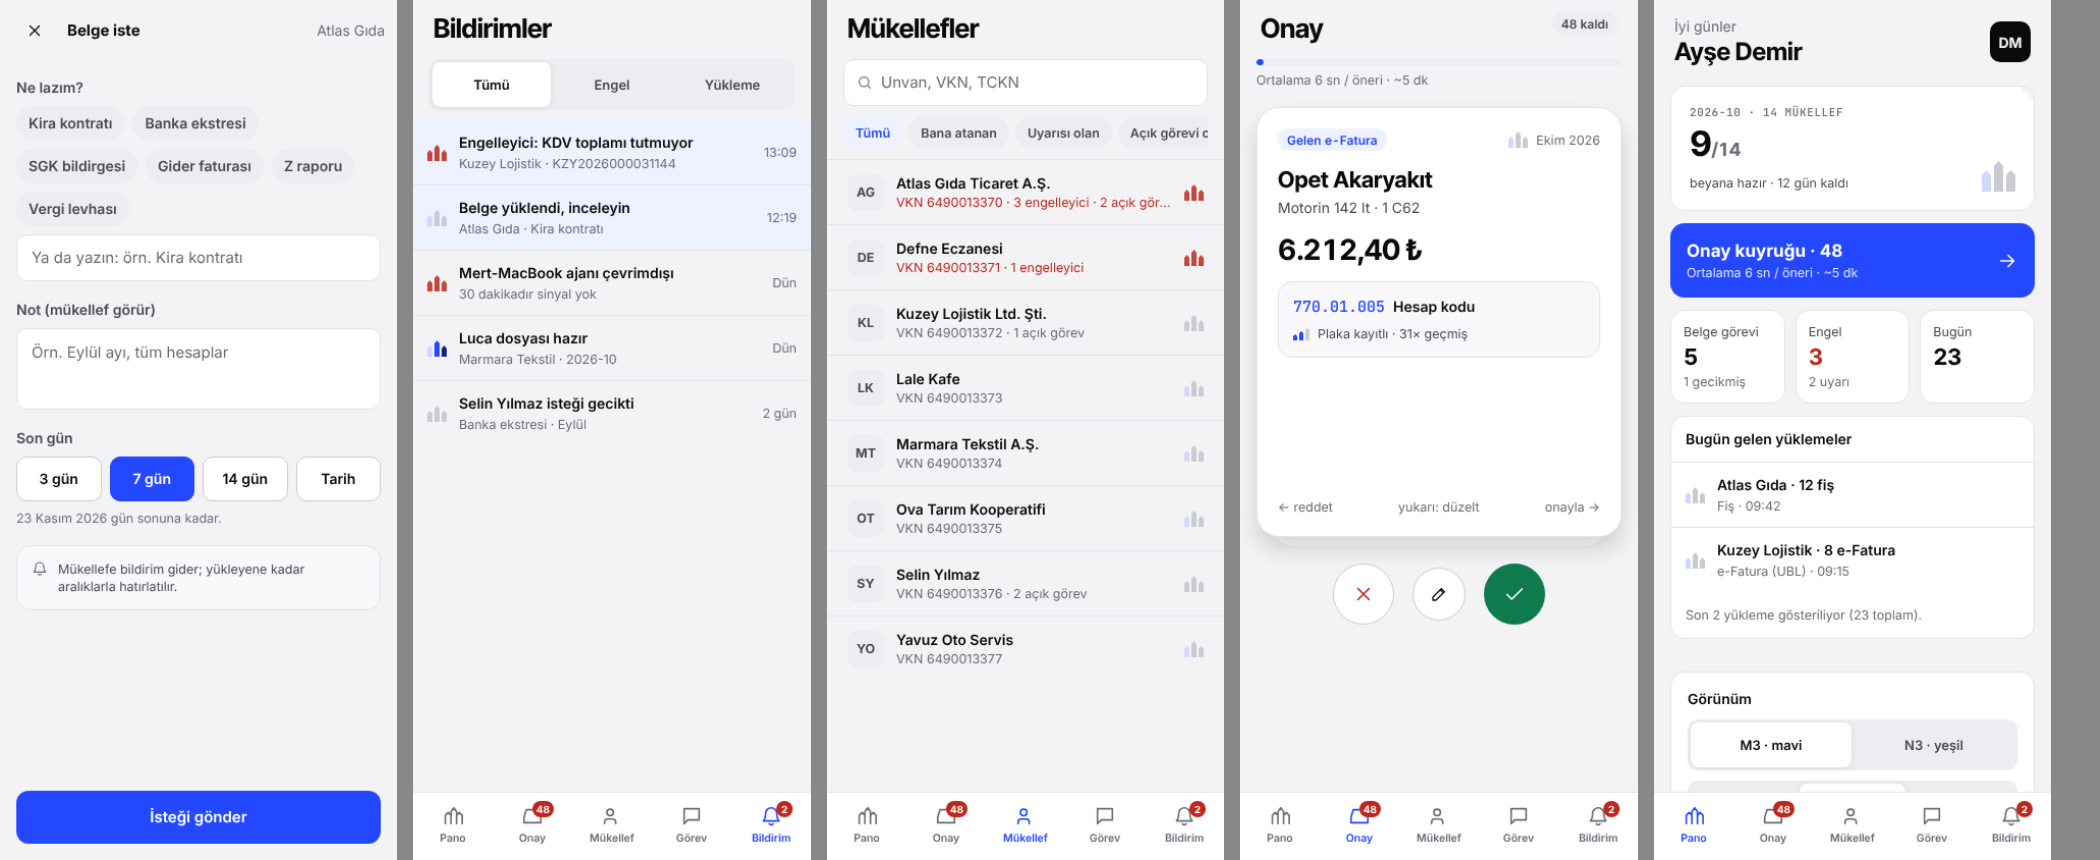 Belge iste
Atlas Gıda
Ne lazım?
Kira kontratı
Banka ekstresi
SGK bildirgesi
Gider faturası
Z raporu
Vergi levhası
Ya da yazın: örn. Kira kontratı
Not (mükellef görür)
Örn. Eylül ayı, tüm hesaplar
Son gün
3 gün
7 gün
14 gün
Tarih
23 Kasım 2026 gün sonuna kadar.
Mükellefe bildirim gider; yükleyene kadar
aralıklarla hatırlatılır.
İsteği gönder
Bildirimler
Tümü
Engel
Yükleme
Engelleyici: KDV toplamı tutmuyor
Kuzey Lojistik · KZY2026000031144
13:09
Belge yüklendi, inceleyin
Atlas Gıda · Kira kontratı
12:19
Mert-MacBook ajanı çevrimdışı
30 dakikadır sinyal yok
Dün
Luca dosyası hazır
Marmara Tekstil · 2026-10
Dün
Selin Yılmaz isteği gecikti
Banka ekstresi · Eylül
2 gün
Pano
48
Onay
Mükellef
Görev
2
Bildirim
Mükellefler
Unvan, VKN, TCKN
Tümü
Bana atanan
Uyarısı olan
Açık görevi o
AG
Atlas Gıda Ticaret A.Ş.
VKN 6490013370 · 3 engelleyici · 2 açık gör...
DE
Defne Eczanesi
VKN 6490013371 · 1 engelleyici
KL
Kuzey Lojistik Ltd. Şti.
VKN 6490013372 · 1 açık görev
LK
Lale Kafe
VKN 6490013373
MT
Marmara Tekstil A.Ş.
VKN 6490013374
OT
Ova Tarım Kooperatifi
VKN 6490013375
SY
Selin Yılmaz
VKN 6490013376 · 2 açık görev
YO
Yavuz Oto Servis
VKN 6490013377
Pano
48
Onay
Mükellef
Görev
2
Bildirim
Onay
48 kaldı
Ortalama 6 sn / öneri · ~5 dk
Gelen e-Fatura
Ekim 2026
Opet Akaryakıt
Motorin 142 lt · 1 C62
6.212,40 ₺
770.01.005 Hesap kodu
Plaka kayıtlı · 31× geçmiş
← reddet
yukarı: düzelt
onayla →
Pano
48
Onay
Mükellef
Görev
2
Bildirim
İyi günler
Ayşe Demir
DM
2026-10 · 14 MÜKELLEF
9/14
beyana hazır · 12 gün kaldı
Onay kuyruğu · 48
Ortalama 6 sn / öneri · ~5 dk
→
Belge görevi
5
1 gecikmiş
Engel
3
2 uyarı
Bugün
23
Bugün gelen yüklemeler
Atlas Gıda · 12 fiş
Fiş · 09:42
Kuzey Lojistik · 8 e-Fatura
e-Fatura (UBL) · 09:15
Son 2 yükleme gösteriliyor (23 toplam).
Görünüm
M3 · mavi
N3 · yeşil
Pano
48
Onay
Mükellef
Görev
2
Bildirim